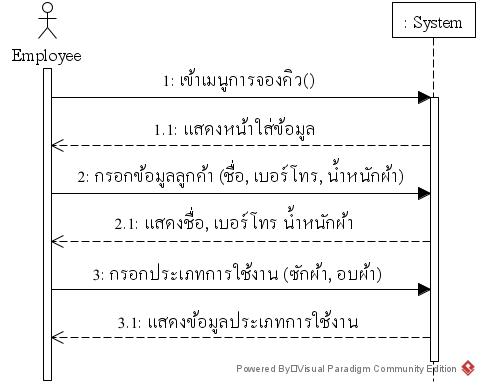 : System
Employee
1: เข้าเมนูการจองคิว()
1.1: แสดงหน้าใส่ข้อมูล
2: กรอกข้อมูลลูกค้า (ชื่อ, เบอร์โทร, น้ำหนักผ้า)
2.1: แสดงชื่อ, เบอร์โทร น้ำหนักผ้า
3: กรอกประเภทการใช้งาน (ซักผ้า, อบผ้า)
3.1: แสดงข้อมูลประเภทการใช้งาน
Powered By□Visual Paradigm Community Edition